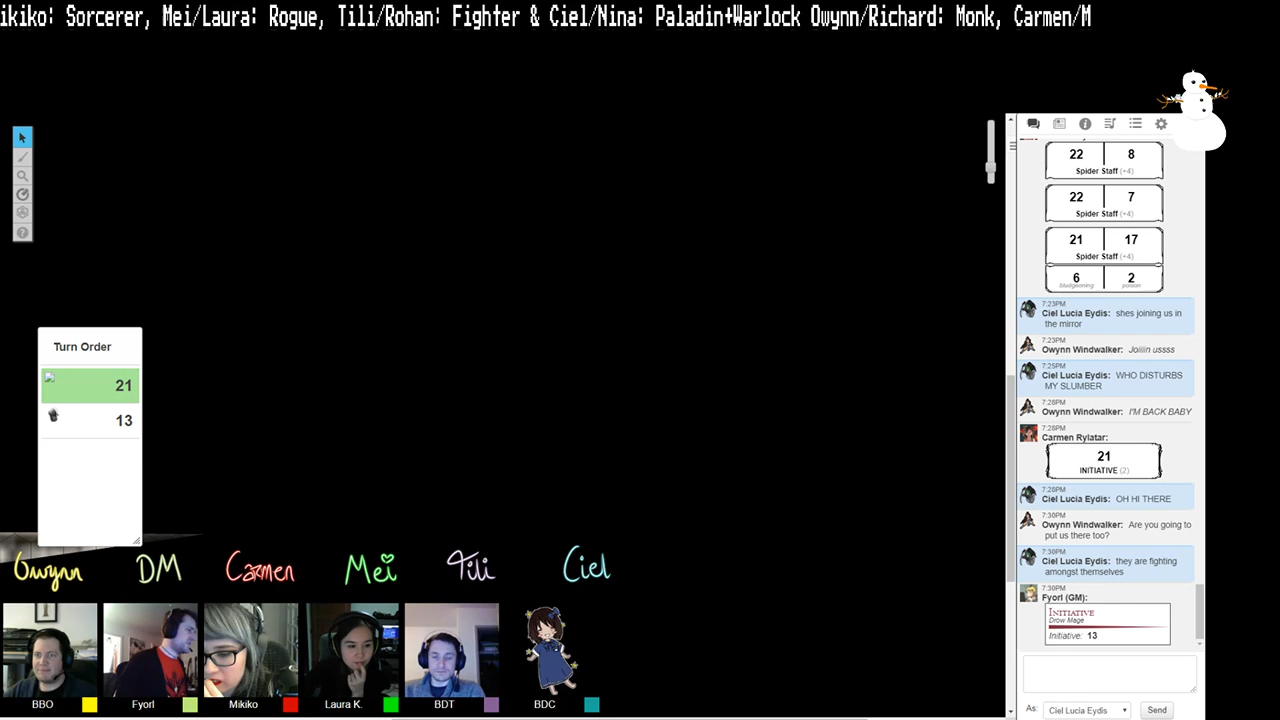 ikiko: Sorcerer, Mei/Laura: Rogue, Tili/Rohan: Fighter & Ciel/Nina: Paladin+Warlock Owynn/Richard: Monk, Carmen/M
22 8
Spider Staff (+4)
22 7
Spider Staff (+4)
21 17
Spider Staff (+4)
6 2
bludgeoning poison
7:23PM
Ciel Lucia Eydis: shes joining us in
the mirror
7:23PM
Owynn Windwalker: Joiiin ussss
7:25PM
Ciel Lucia Eydis: WHO DISTURBS
MY SLUMBER
7:28PM
Owynn Windwalker: I'M BACK BABY
7:28PM
Carmen Rylatar:
21
INITIATIVE (2)
7:28PM
Ciel Lucia Eydis: OH HI THERE
7:30PM
Owynn Windwalker: Are you going to
put us there too?
7:30PM
Ciel Lucia Eydis: they are fighting
amongst themselves
7:30PM
Fyorl (GM):
INITIATIVE
Drow Mage
Initiative: 13
As: Ciel Lucia Eydis Send
Turn Order
21
13
Owynn DM Carmen Mei Tili Ciel
BBO Fyorl Mikiko Laura K. BDT BDC